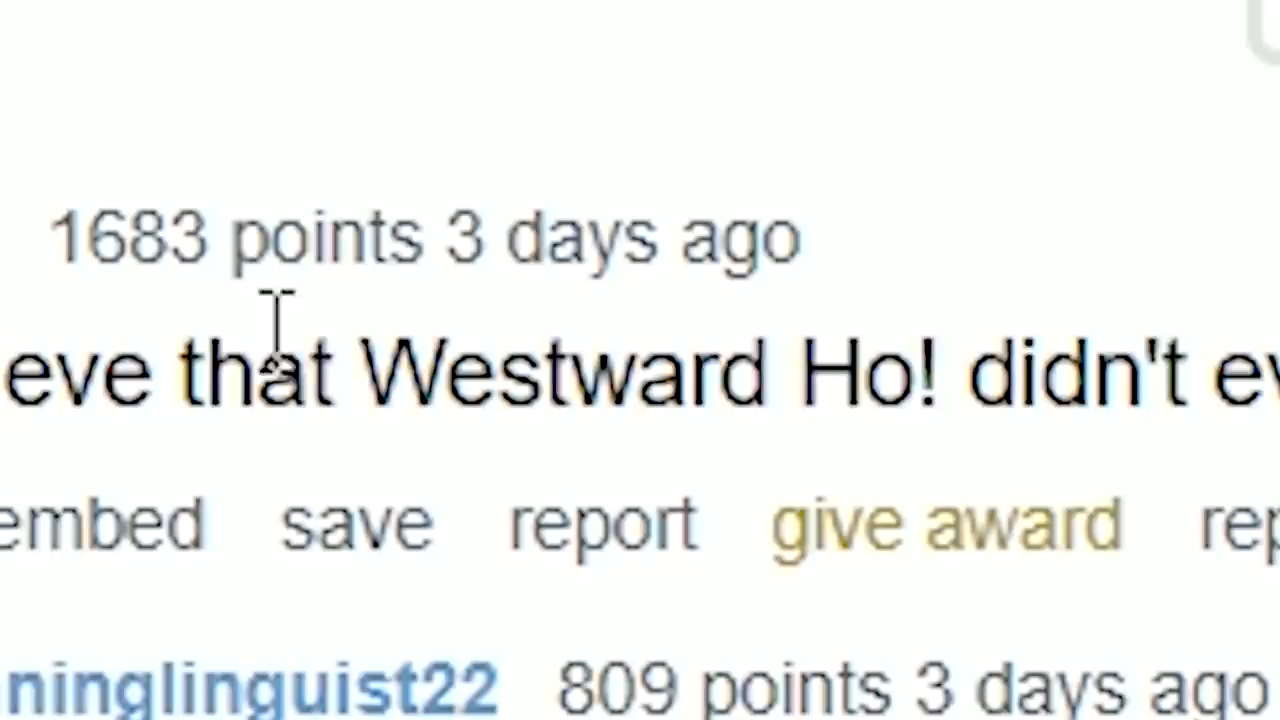 1683 points 3 days ago
eve that Westward Ho! didn't ev
embed save report give award rep
ninglinguist22 809 points 3 days ago